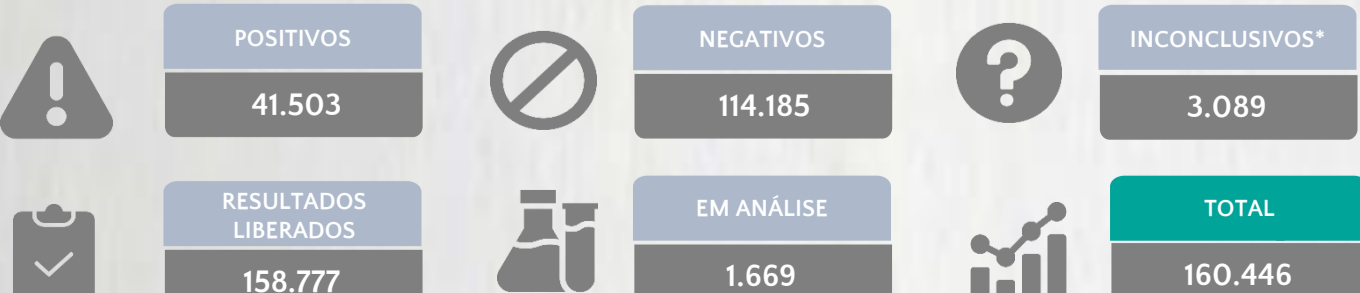 POSITIVOS
41.503
NEGATIVOS
114.185
INCONCLUSIVOS*
3.089
RESULTADOS
LIBERADOS
158.777
EM ANÁLISE
1.669
TOTAL
160.446